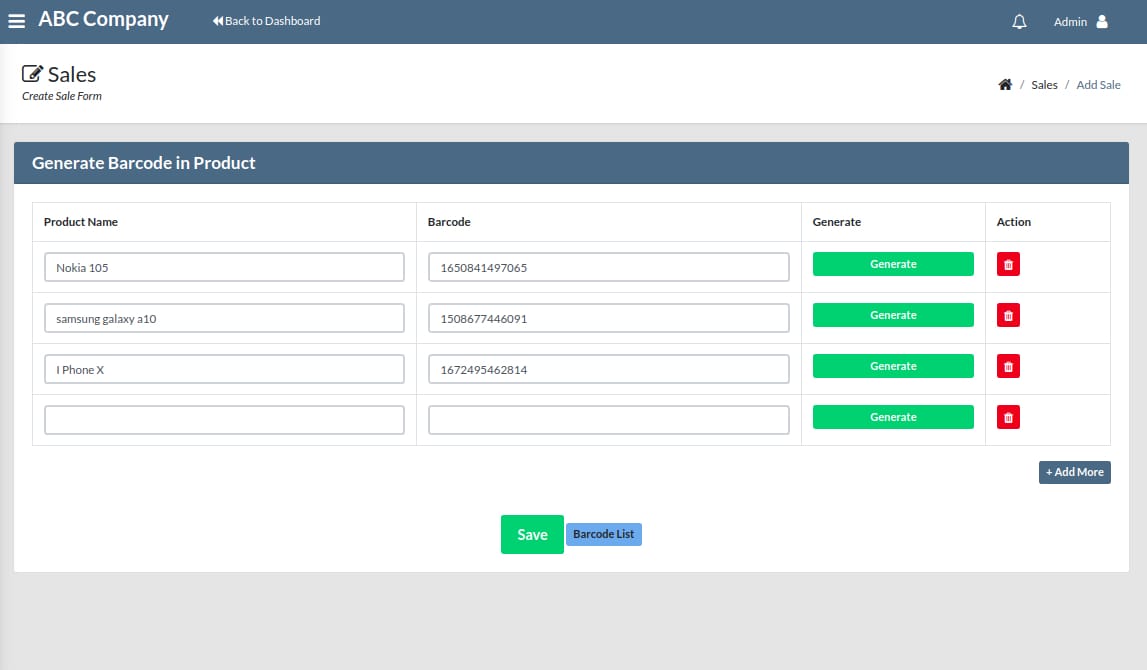 ABC Company Back to Dashboard Admin
Sales
Create Sale Form
/ Sales / Add Sale
Generate Barcode in Product
Product Name Barcode Generate Action
Nokia 105 1650841497065 Generate
samsung galaxy a10 1508677446091 Generate
I Phone X 1672495462814 Generate
Generate
+ Add More
Save Barcode List